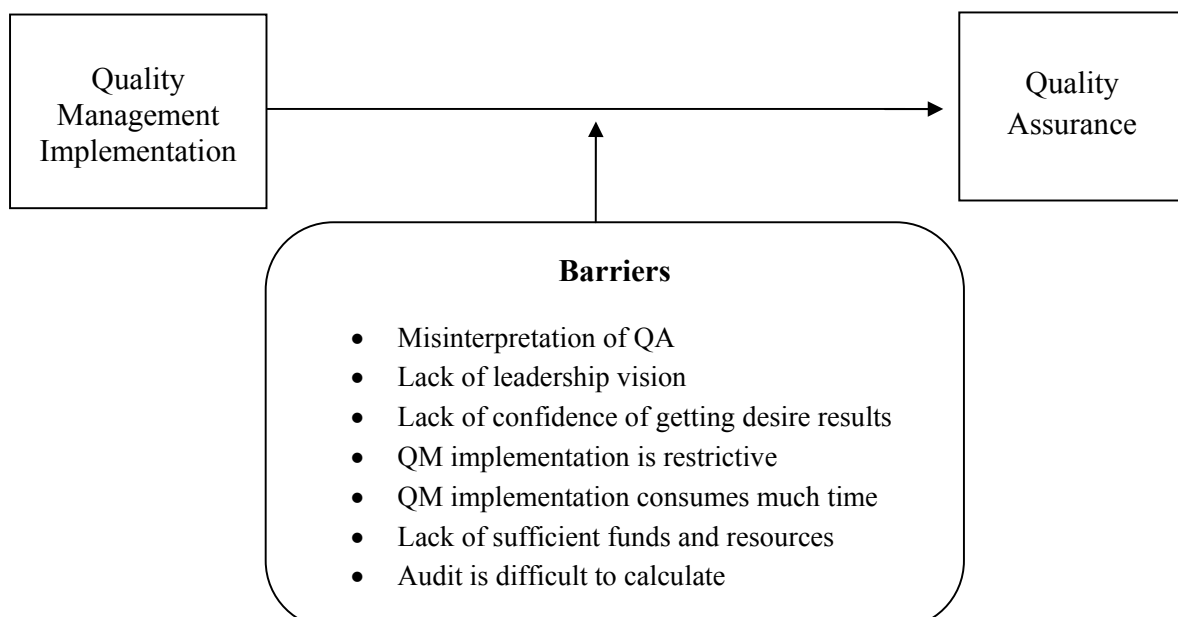 Quality
Management
Implementation
Quality
Assurance
Barriers
• Misinterpretation of QA
• Lack of leadership vision
• Lack of confidence of getting desire results
• QM implementation is restrictive
• QM implementation consumes much time
• Lack of sufficient funds and resources
• Audit is difficult to calculate